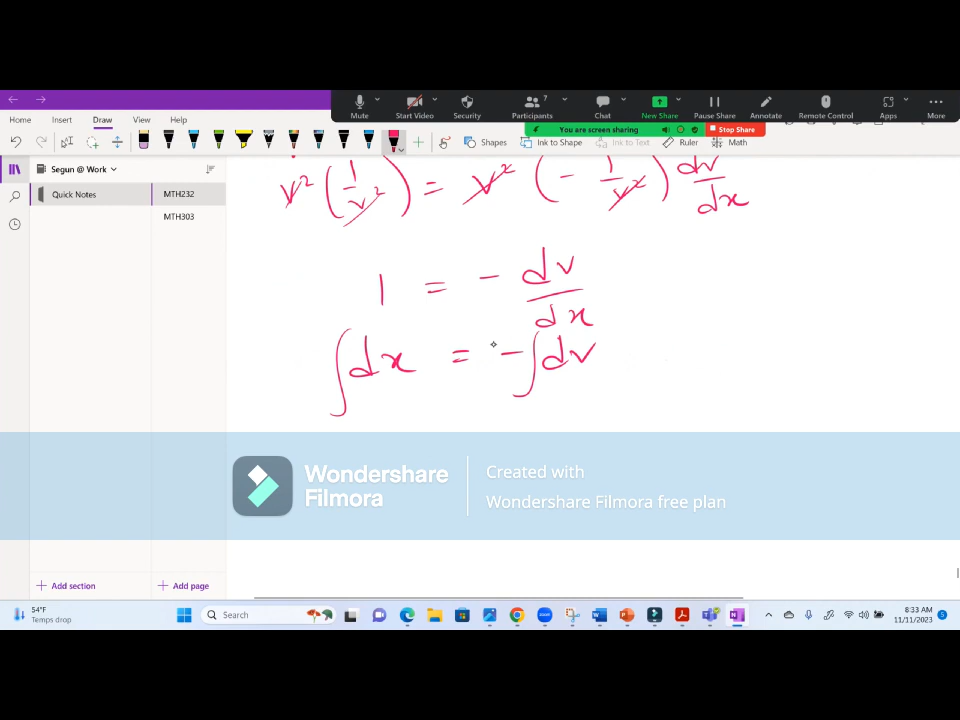 Mute
Start Video
Security
7
Participants
Chat
New Share
Pause Share
Annotate
Remote Control
Apps
More
Home Insert Draw View Help
You are screen sharing Stop Share
Shapes Ink to Shape Ink to Text Ruler Math
Segun @ Work
Quick Notes
MTH232
MTH303
v² (1/v²) = v² (- 1/v²) dv/dx
1 = - dv/dx
∫dx = -∫dv
Wondershare
Filmora
Created with
Wondershare Filmora free plan
+ Add section + Add page
54°F
Temps drop
Search
8:33 AM
11/11/2023
5